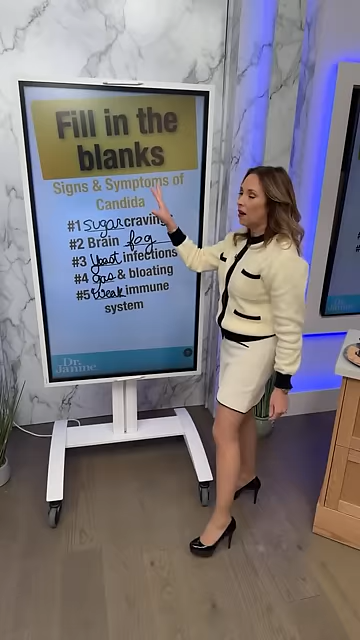 Fill in the
blanks
Signs & Symptoms of
Candida
#1 sugar craving
#2 Brain fog
#3 Yeast infections
#4 gas & bloating
#5 Weak immune
system
Dr.
Janine